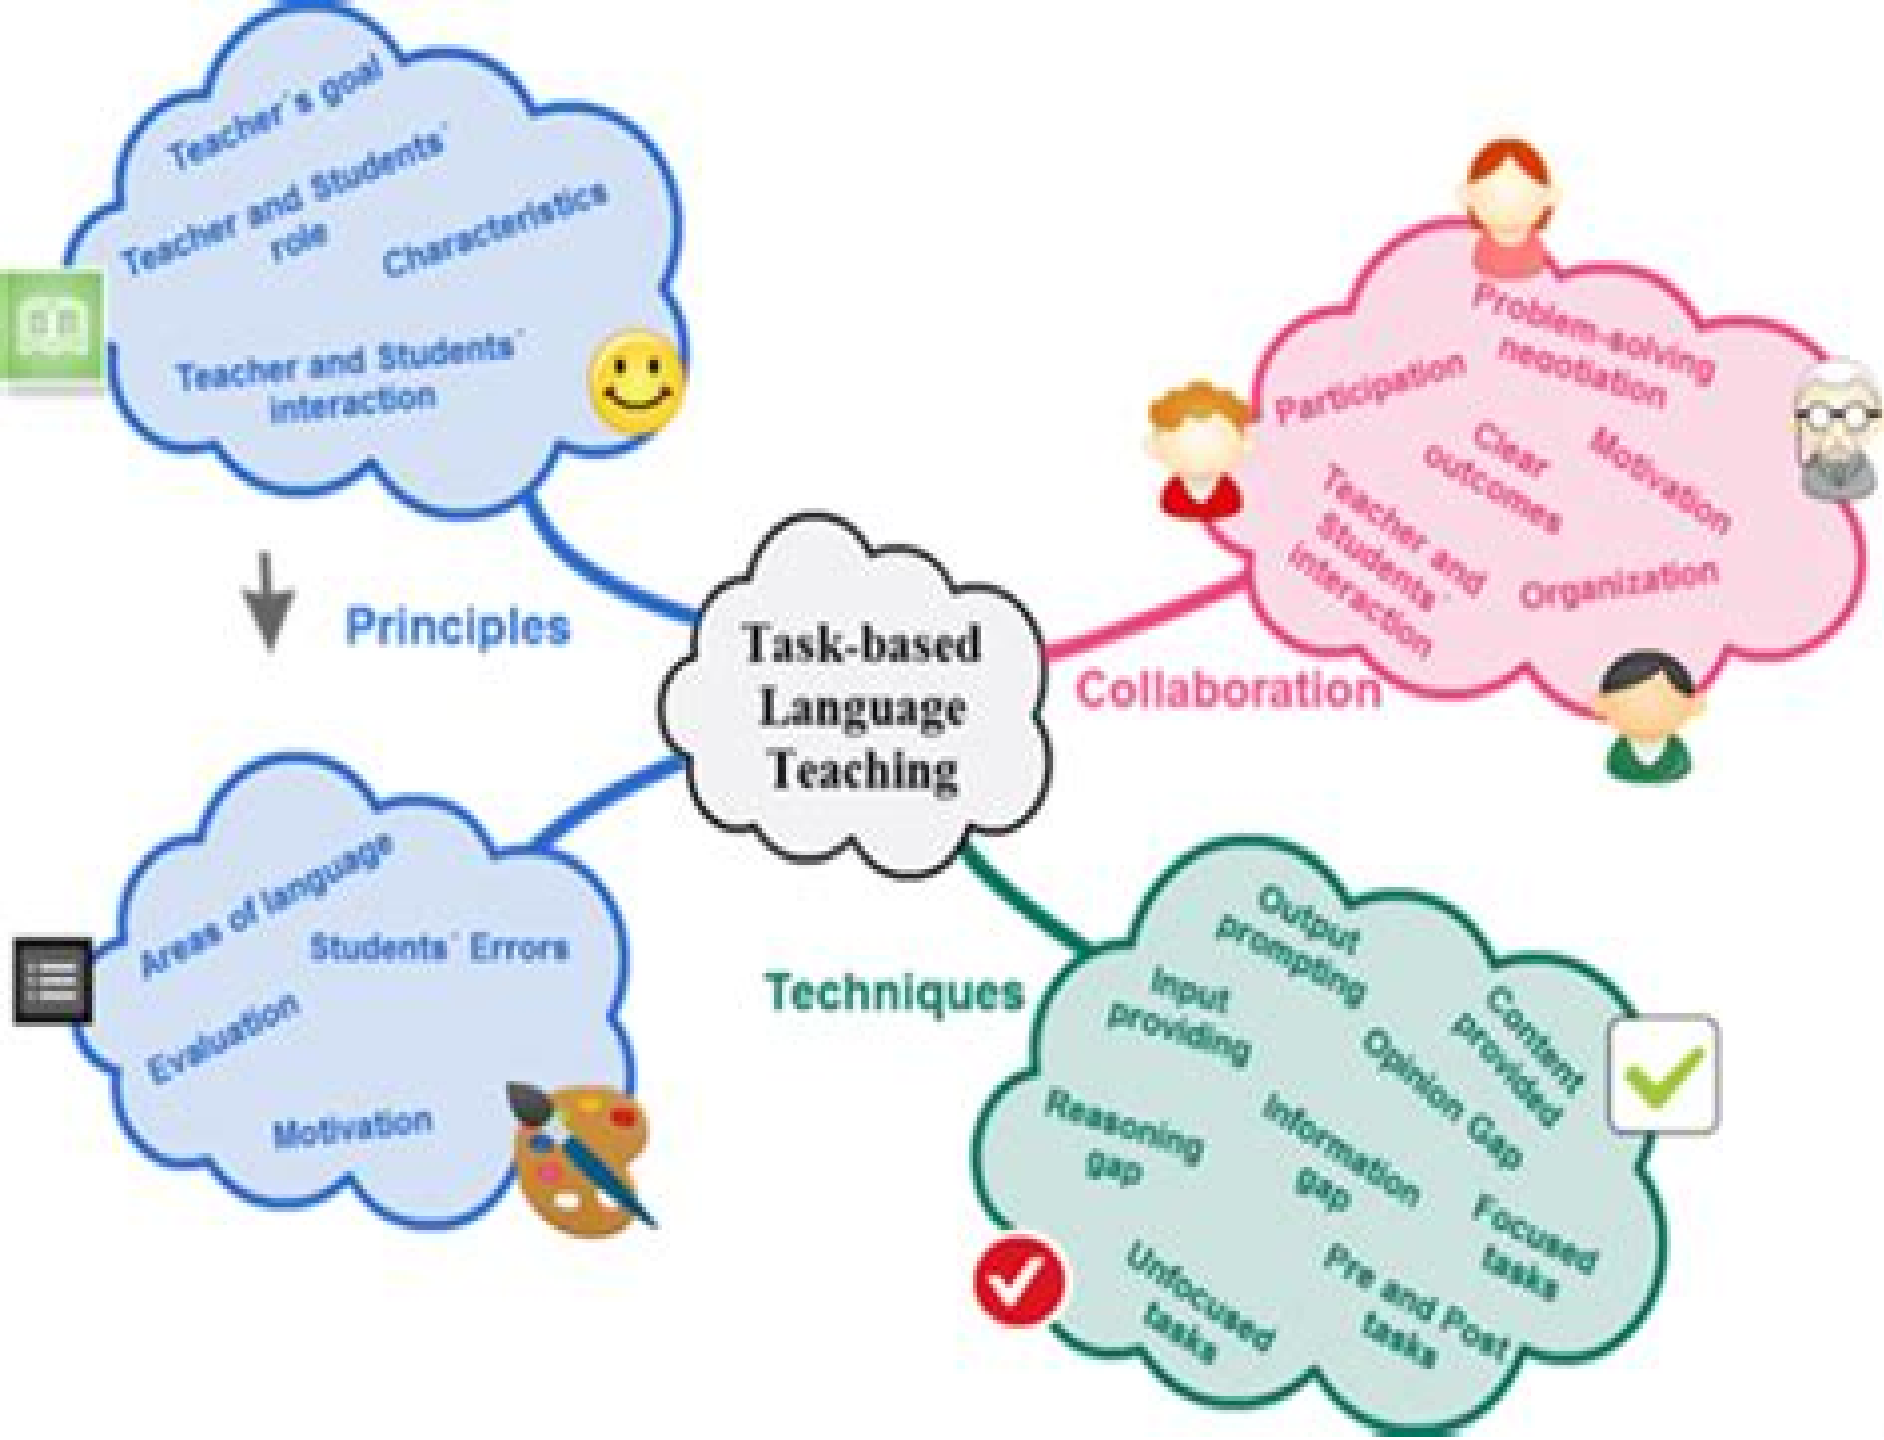 Teacher´s goal
Teacher and Students´
role
Characteristics
Teacher and Students´
interaction
Principles
Areas of language
Students´ Errors
Evaluation
Motivation
Task-based
Language
Teaching
Problem-solving
negotiation
Participation
Clear
outcomes
Motivation
Teacher and
Students´
interaction
Organization
Collaboration
Techniques
Output
prompting
Input
providing
Content
provided
Opinion Gap
Reasoning
gap
Information
gap
Focused
tasks
Unfocused
tasks
Pre and Post
tasks